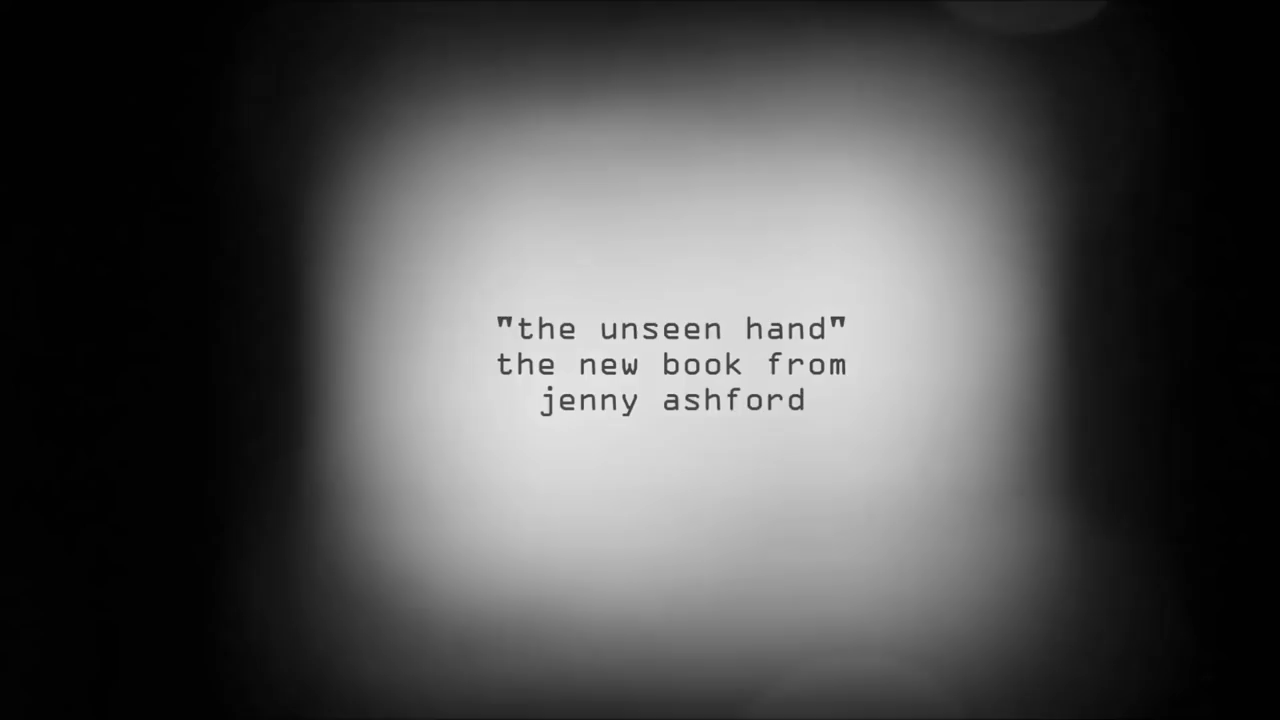 "the unseen hand"
the new book from
jenny ashford